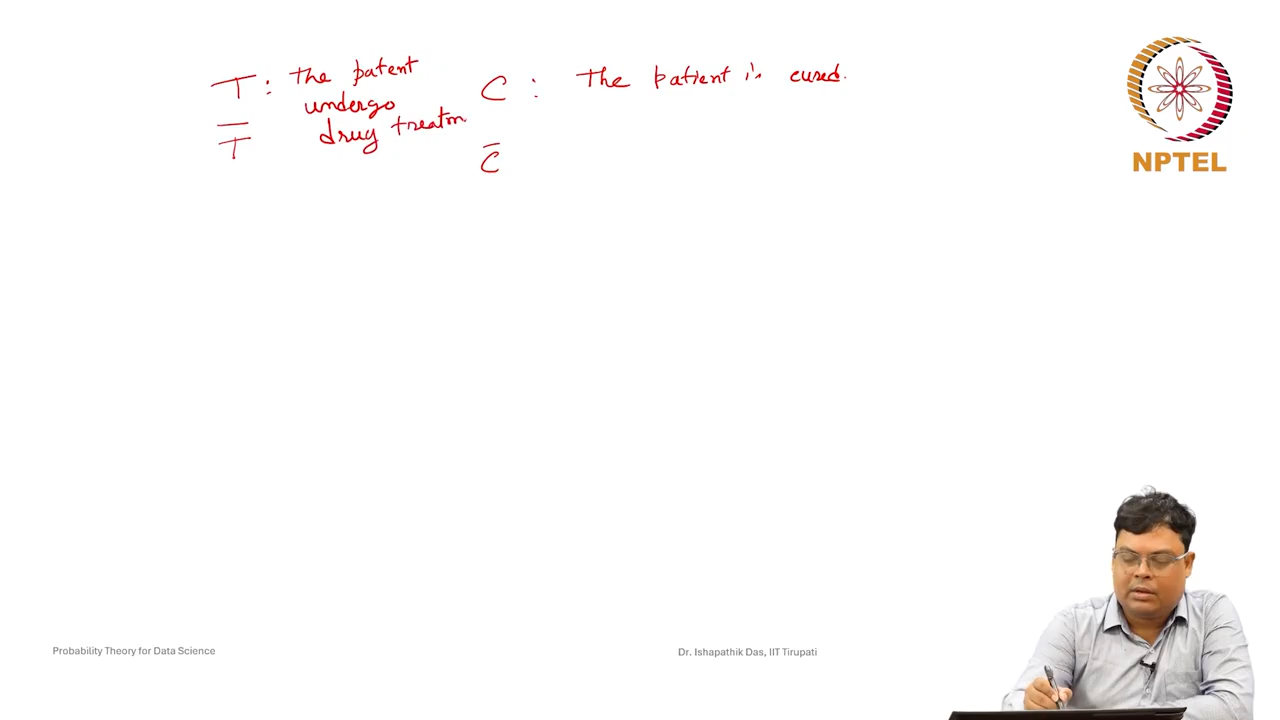 T : The patent
undergo
drug treatm
T̅
C : The patient is cured.
C̅
NPTEL
Probability Theory for Data Science
Dr. Ishapathik Das, IIT Tirupati